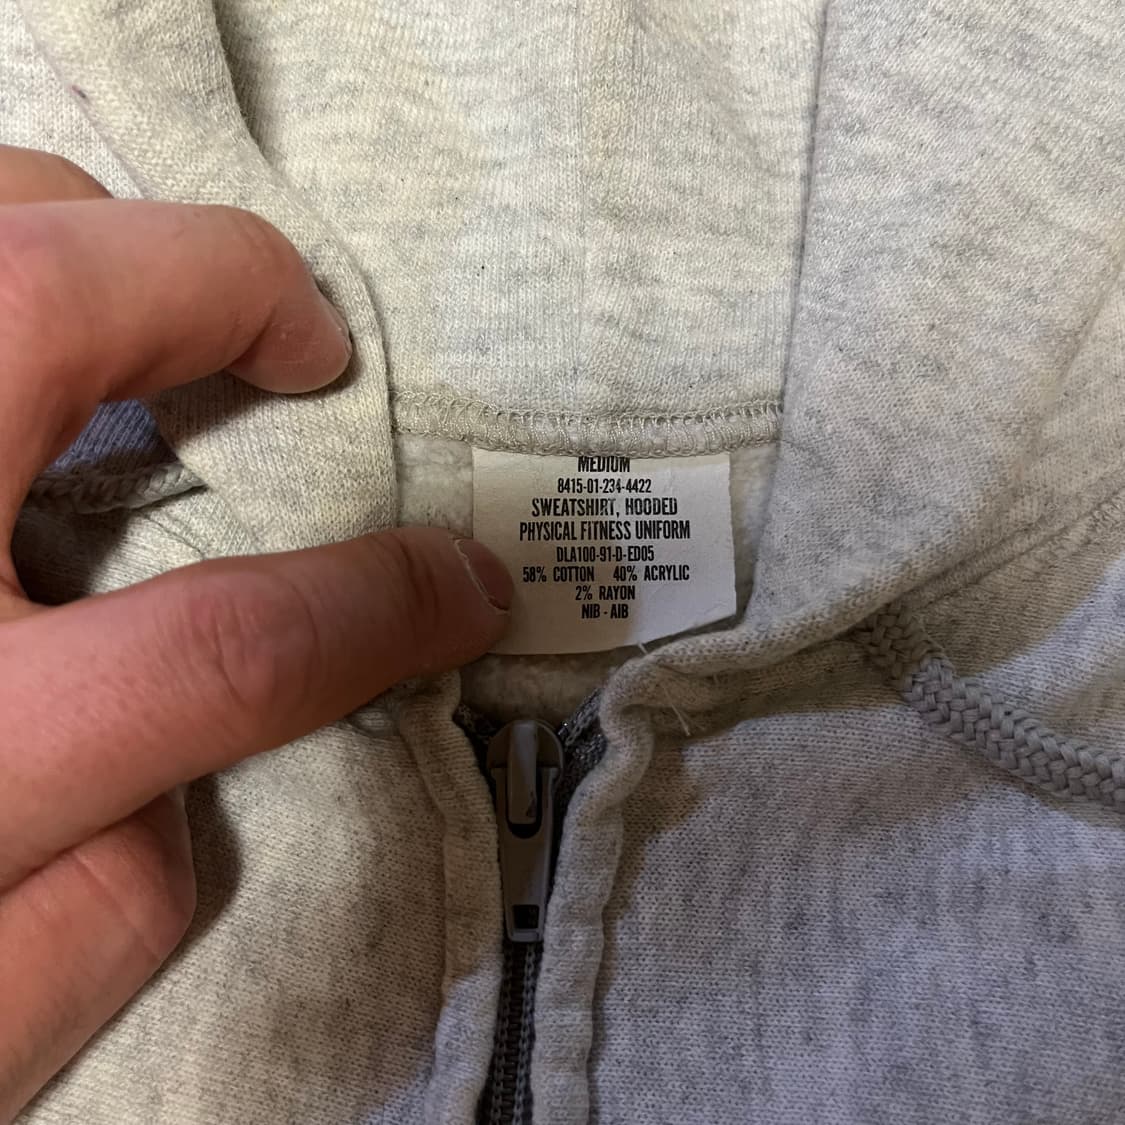 MEDIUM
8415-01-234-4422
SWEATSHIRT, HOODED
PHYSICAL FITNESS UNIFORM
DLA100-91-D-ED05
58% COTTON 40% ACRYLIC
2% RAYON
NIB - AIB